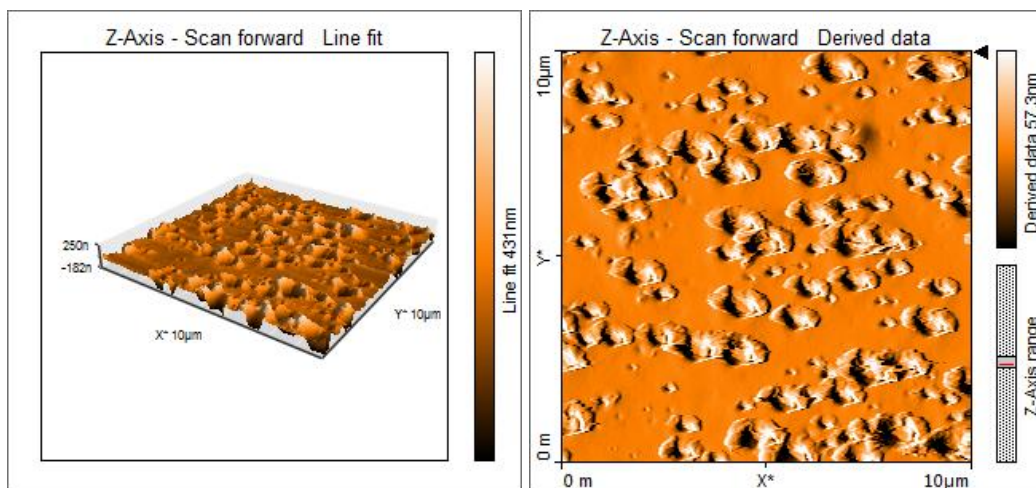 Z-Axis - Scan forward Line fit
250n
-182n
X* 10µm
Y* 10µm
Line fit 431nm
Z-Axis - Scan forward Derived data
10µm
Y*
0 m
0 m
X*
10µm
Derived data 57.3nm
Z-Axis range